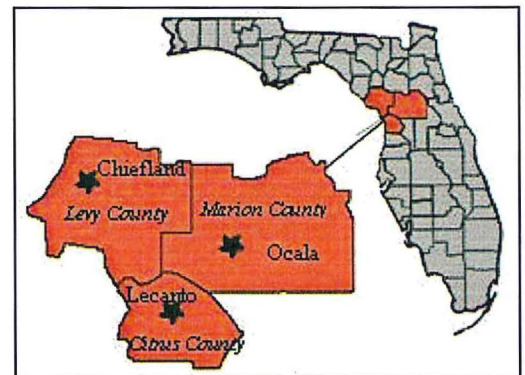 Chiefland
Levy County
Marion County
Ocala
Lecanto
Citrus County